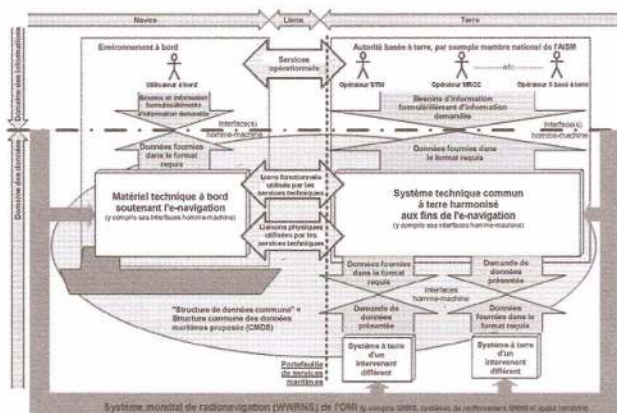 Navire
Liens
Terre
Domaine des informations
Domaine des données
Environnement à bord
Utilisateur à bord
Services
opérationnels
Autorité basée à terre, par exemple membre national de l'AISM
Opérateur STM
Opérateur MRCC
etc
Opérateur X basé à terre
Besoins et information
formulés/éléments
d'information demandés
Interface(s)
homme-machine
Données fournies
dans le format
requis
Besoins d'information
formulé/élément d'information
demandés
Interface(s)
homme-machine
Données fournies dans le
format requis
Matériel technique à bord
soutenant l'e-navigation
(y compris ses interfaces homme-machine)
Liens fonctionnels
utilisés par les
services techniques
Liaisons physiques
utilisées par les
services techniques
Système technique commun
à terre harmonisé
aux fins de l'e-navigation
(y compris ses interfaces homme-machine)
Données fournies
dans le format
requis
Demande de
données
présentée
Interfaces
homme-machine
Demande de
données
présentée
Données fournies
dans le format
requis
"Structure de données communs" =
Structure commune des données
maritimes proposée (CMDS)
Portefeuille
de services
maritimes
Système à terre
d'un
intervenant
différent
Système à terre
d'un
intervenant
différent
Système mondial de radionavigation (WWRNS) de l'OMI